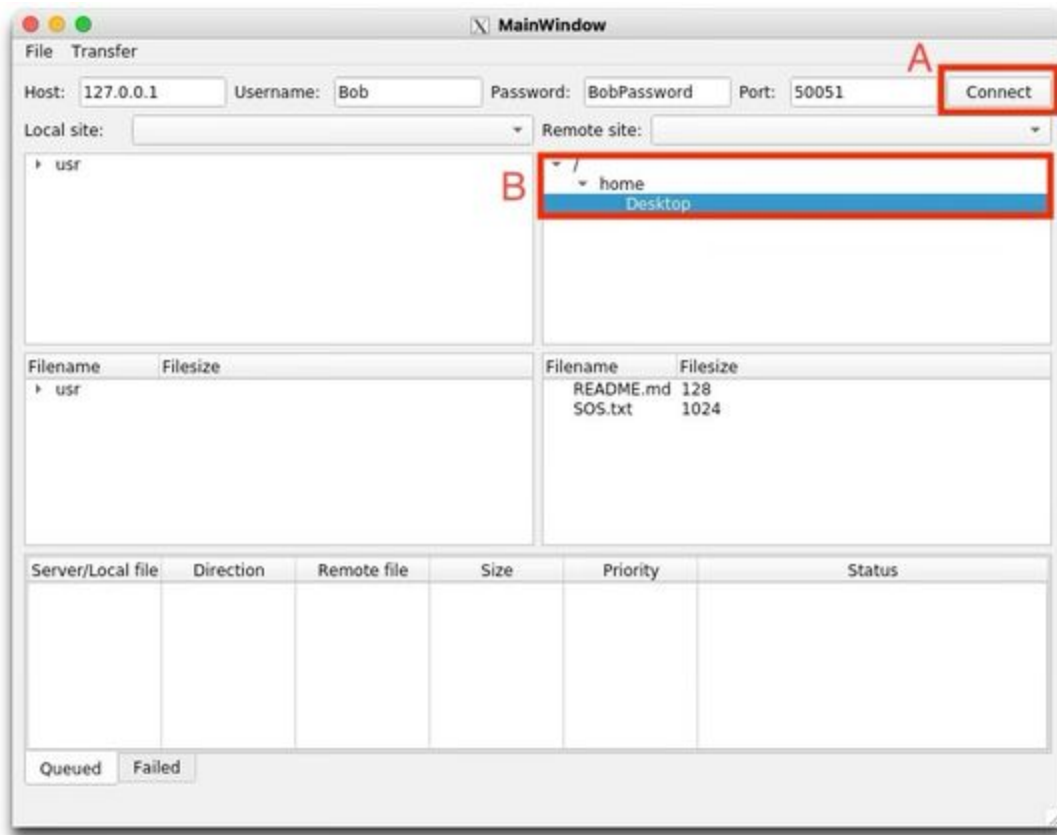 MainWindow
File Transfer
A
Host: 127.0.0.1 Username: Bob Password: BobPassword Port: 50051 Connect
Local site: Remote site:
usr
B
/
home
Desktop
Filename Filesize
usr
Filename Filesize
README.md 128
SOS.txt 1024
Server/Local file Direction Remote file Size Priority Status
Queued Failed